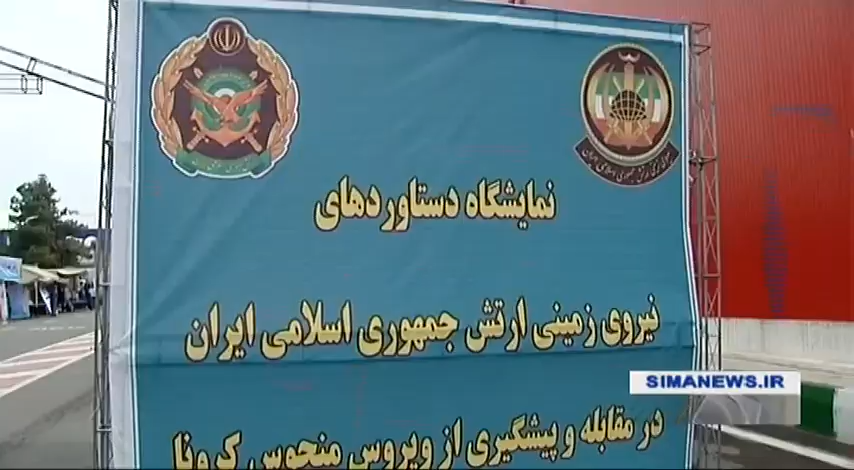 نمایشگاه دستاوردهای
نیروی زمینی ارتش جمهوری اسلامی ایران
در مقابله و پیشگیری از ویروس منحوس کرونا
SIMANEWS.IR